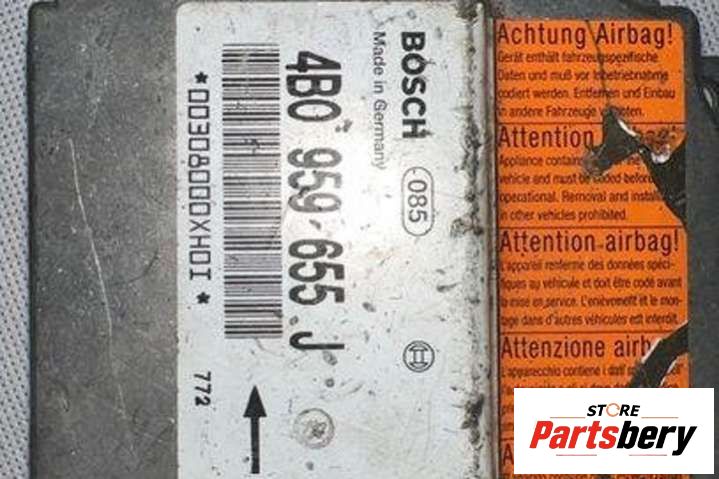 BOSCH
Made in Germany
-085
4B0 959 655 J
*00308000XH0I*
772
Achtung Airbag!
Gerät enthält fahrzeugspezifische
Daten und muß vor Inbetriebnahme
codiert werden. Entfernen und Einbau
in andere Fahrzeuge
Attention
Appliance
vehicle and must be coded before
operational. Removal and
in other vehicles prohibited.
Attention airbag!
L'appareil renferme des données spéci-
fiques au véhicule et doit être codé avant
la mise en service. L'enlèvement et le mon-
tage dans d'autres véhicules est interdit.
Attenzione
apparecchio contiene i dati
STORE
Partsbery